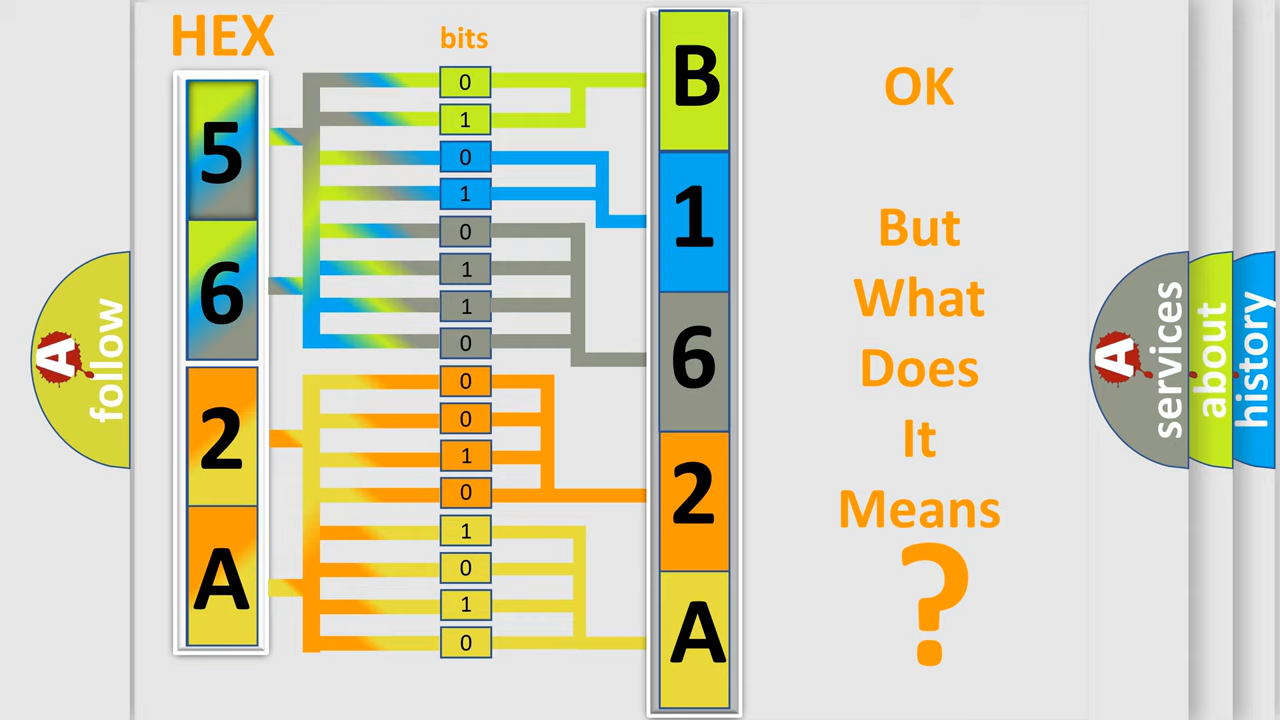 HEX
bits
5
6
2
A
0
1
0
1
0
1
1
0
0
0
1
0
1
0
1
0
B
1
6
2
A
OK
But
What
Does
It
Means
?
A
follow
A
services
about
history